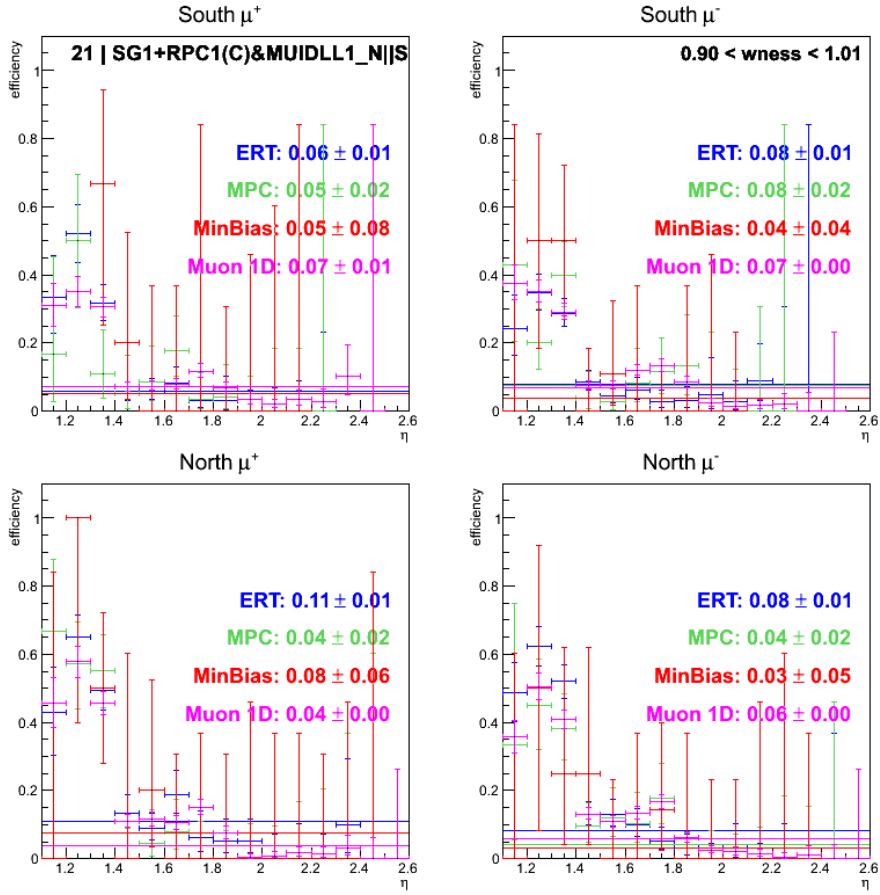 South μ⁺
South μ⁻
efficiency
21 | SG1+RPC1(C)&MUIDLL1_N||S
ERT: 0.06 ± 0.01
MPC: 0.05 ± 0.02
MinBias: 0.05 ± 0.08
Muon 1D: 0.07 ± 0.01
1
0.8
0.6
0.4
0.2
0
1.2 1.4 1.6 1.8 2 2.2 2.4 2.6
η
efficiency
0.90 < wness < 1.01
ERT: 0.08 ± 0.01
MPC: 0.08 ± 0.02
MinBias: 0.04 ± 0.04
Muon 1D: 0.07 ± 0.00
1
0.8
0.6
0.4
0.2
0
1.2 1.4 1.6 1.8 2 2.2 2.4 2.6
η
North μ⁺
North μ⁻
efficiency
ERT: 0.11 ± 0.01
MPC: 0.04 ± 0.02
MinBias: 0.08 ± 0.06
Muon 1D: 0.04 ± 0.00
1
0.8
0.6
0.4
0.2
0
1.2 1.4 1.6 1.8 2 2.2 2.4 2.6
η
efficiency
ERT: 0.08 ± 0.01
MPC: 0.04 ± 0.02
MinBias: 0.03 ± 0.05
Muon 1D: 0.06 ± 0.00
1
0.8
0.6
0.4
0.2
0
1.2 1.4 1.6 1.8 2 2.2 2.4 2.6
η